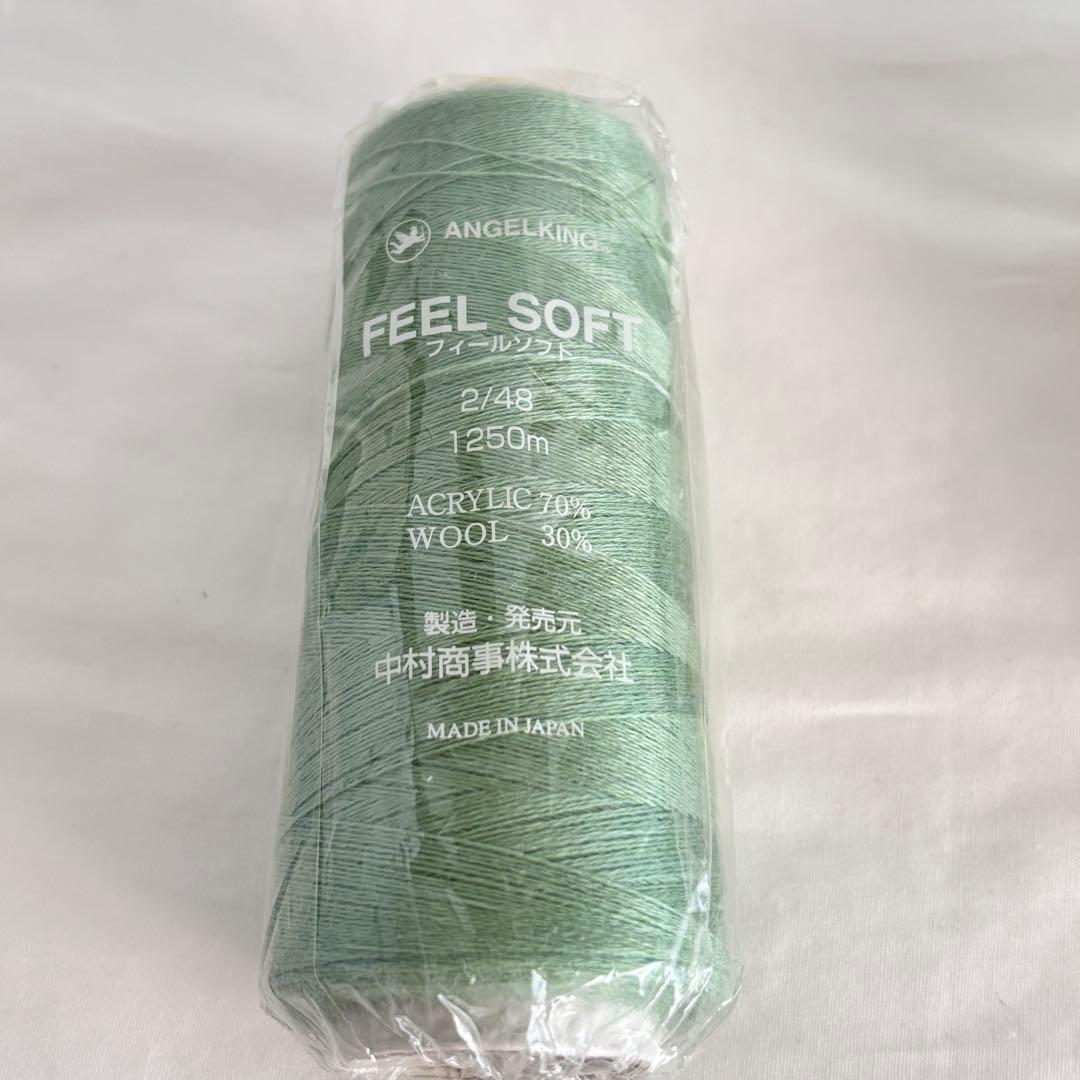 ANGELKING
FEEL SOFT
フィールソフト
2/48
1250m
ACRYLIC 70%
WOOL 30%
製造・発売元
中村商事株式会社
MADE IN JAPAN